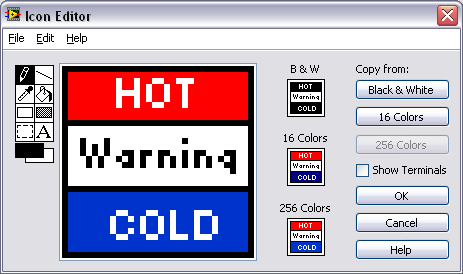 Icon Editor
File Edit Help
HOT
Warning
COLD
A
B & W
HOT
Warning
COLD
16 Colors
HOT
Warning
COLD
256 Colors
HOT
Warning
COLD
Copy from:
Black & White
16 Colors
256 Colors
Show Terminals
OK
Cancel
Help